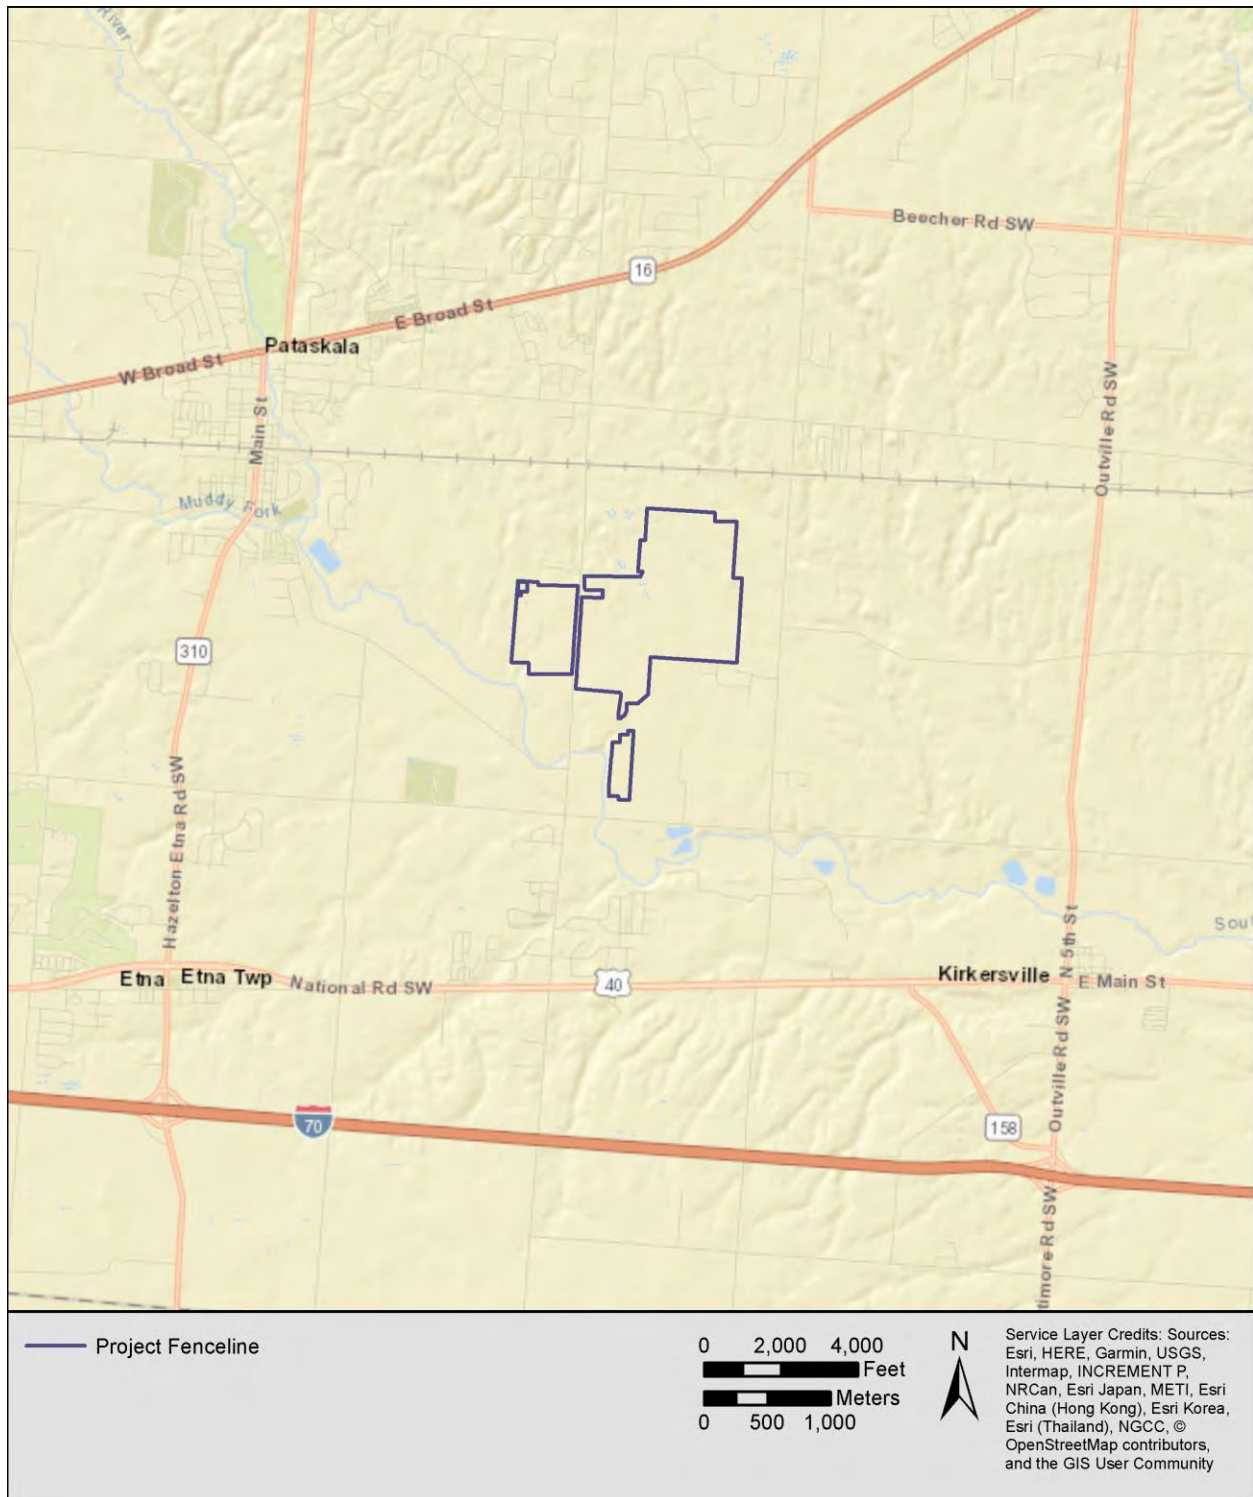 River
16
Beecher Rd SW
E Broad St
Pataskala
W Broad St
Main St
Outville Rd SW
Muddy Fork
310
Hazelton Etna Rd SW
N 5th St
Sou
Etna
Etna Twp
National Rd SW
40
Kirkersville
E Main St
Outville Rd SW
70
158
timore Rd SW
Project Fenceline
0 2,000 4,000
Feet
Meters
0 500 1,000
N
Service Layer Credits: Sources:
Esri, HERE, Garmin, USGS,
Intermap, INCREMENT P,
NRCan, Esri Japan, METI, Esri
China (Hong Kong), Esri Korea,
Esri (Thailand), NGCC, ©
OpenStreetMap contributors,
and the GIS User Community